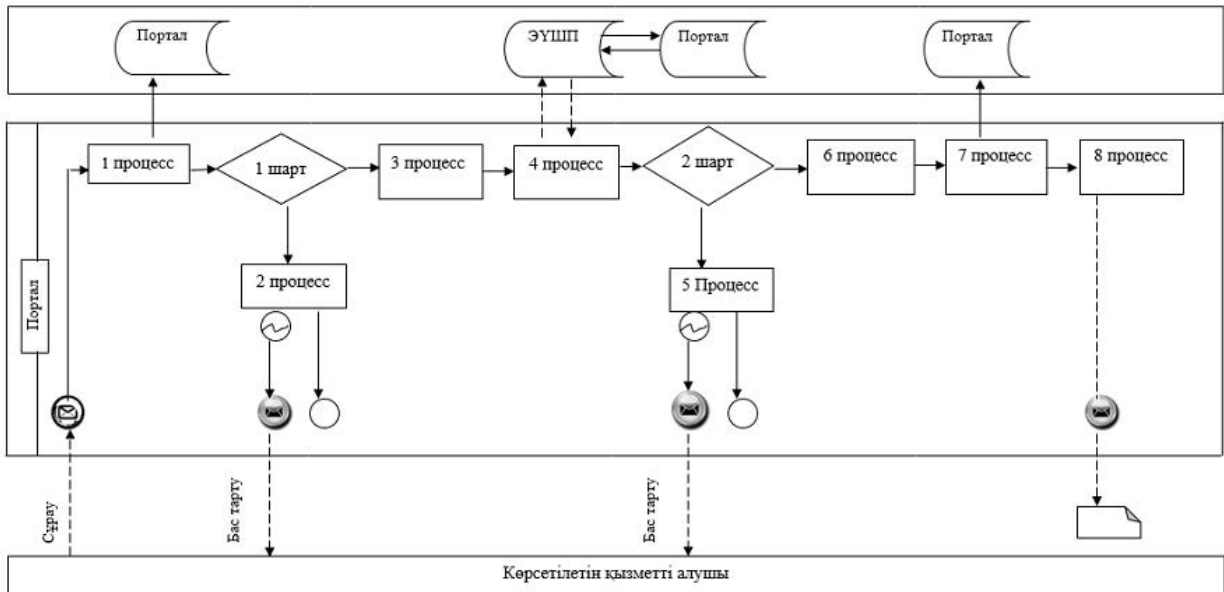 Портал
ЭҮШП
Портал
Портал
1 процесс
1 шарт
3 процесс
4 процесс
2 шарт
6 процесс
7 процесс
8 процесс
2 процесс
5 Процесс
Портал
Сұрау
Бас тарту
Бас тарту
Көрсетілетін қызметті алушы